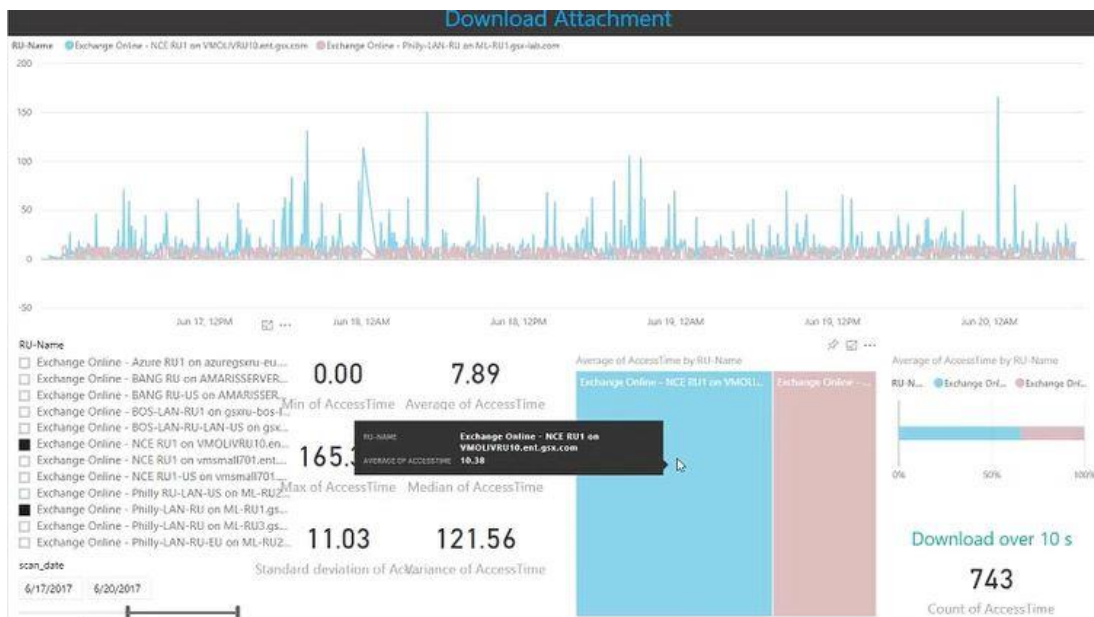 Download Attachment
RU-Name Exchange Online - NCE RU1 on VMOLIVRU10.ent.gsx.com Exchange Online - Philly-LAN-RU on ML-RU1.gsx-lab.com
200
150
100
50
0
-50
Jun 17, 12PM Jun 18, 12AM Jun 18, 12PM Jun 19, 12AM Jun 19, 12PM Jun 20, 12AM
RU-Name
Exchange Online - Azure RU1 on azuregsxru-eu....
Exchange Online - BANG RU on AMARISSERVER...
Exchange Online - BANG RU-US on AMARISSER...
Exchange Online - BOS-LAN-RU1 on gsxru-bos-
Exchange Online - BOS-LAN-RU-LAN-US on gsx...
Exchange Online - NCE RU1 on VMOLIVRU10.en...
Exchange Online - NCE RU1 on vmsmall701.ent....
Exchange Online - NCE RU1-US on vmsmall701....
Exchange Online - Philly RU-LAN-US on ML-RU2...
Exchange Online - Philly-LAN-RU on ML-RU1.gs...
Exchange Online - Philly-LAN-RU on ML-RU3.gs...
Exchange Online - Philly-LAN-RU-EU on ML-RU2...
scan_date
6/17/2017 6/20/2017
0.00 7.89
Min of AccessTime Average of AccessTime
165.
Max of AccessTime Median of AccessTime
11.03 121.56
Standard deviation of Acc Variance of AccessTime
Average of AccessTime by RU-Name
Exchange Online - NCE RU1 on VMOLI... Exchange Online - ...
RU-NAME Exchange Online - NCE RU1 on
VMOLIVRU10.ent.gsx.com
AVERAGE OF ACCESSTIME 10.38
Average of AccessTime by RU-Name
RU-N... Exchange Onl... Exchange Onl...
0% 50% 100%
Download over 10 s
743
Count of AccessTime